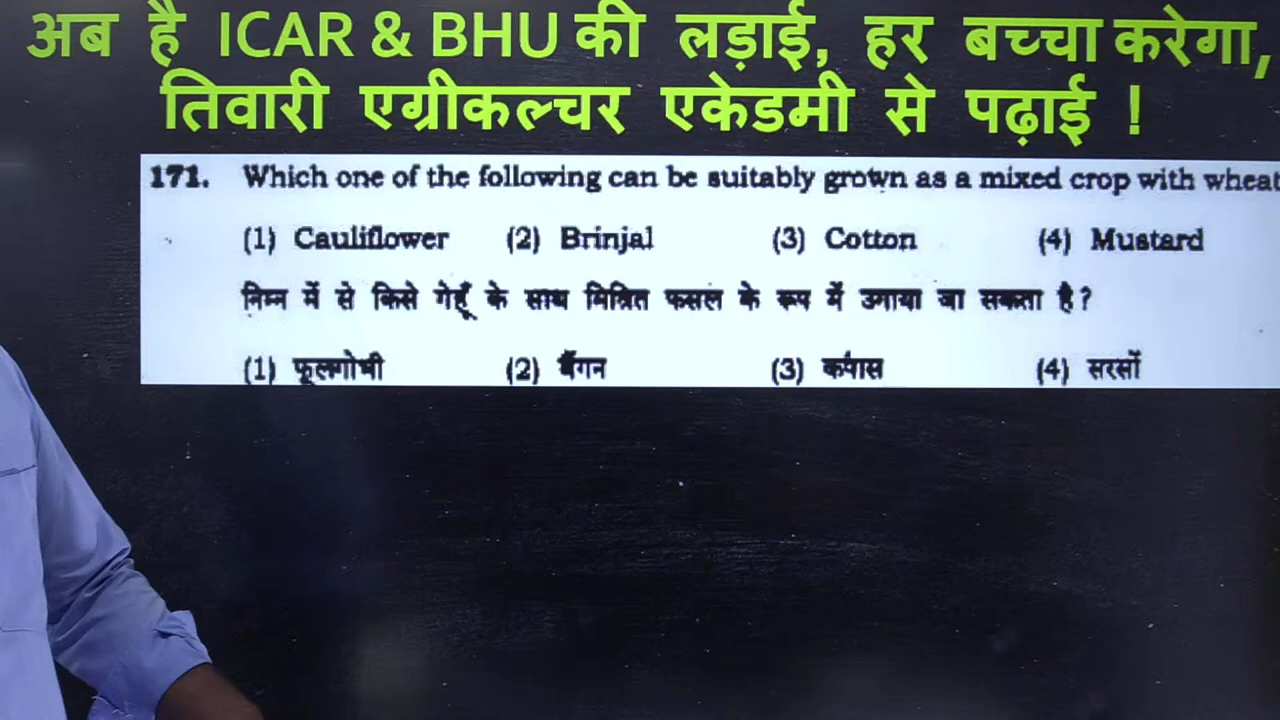 अब है ICAR & BHU की लड़ाई, हर बच्चा करेगा,
तिवारी एग्रीकल्चर एकेडमी से पढ़ाई !
171. Which one of the following can be suitably grown as a mixed crop with wheat
(1) Cauliflower (2) Brinjal (3) Cotton (4) Mustard
निम्न में से किसे गेहूँ के साथ मिश्रित फसल के रूप में उगाया जा सकता है?
(1) फूलगोभी (2) बैंगन (3) कपास (4) सरसों